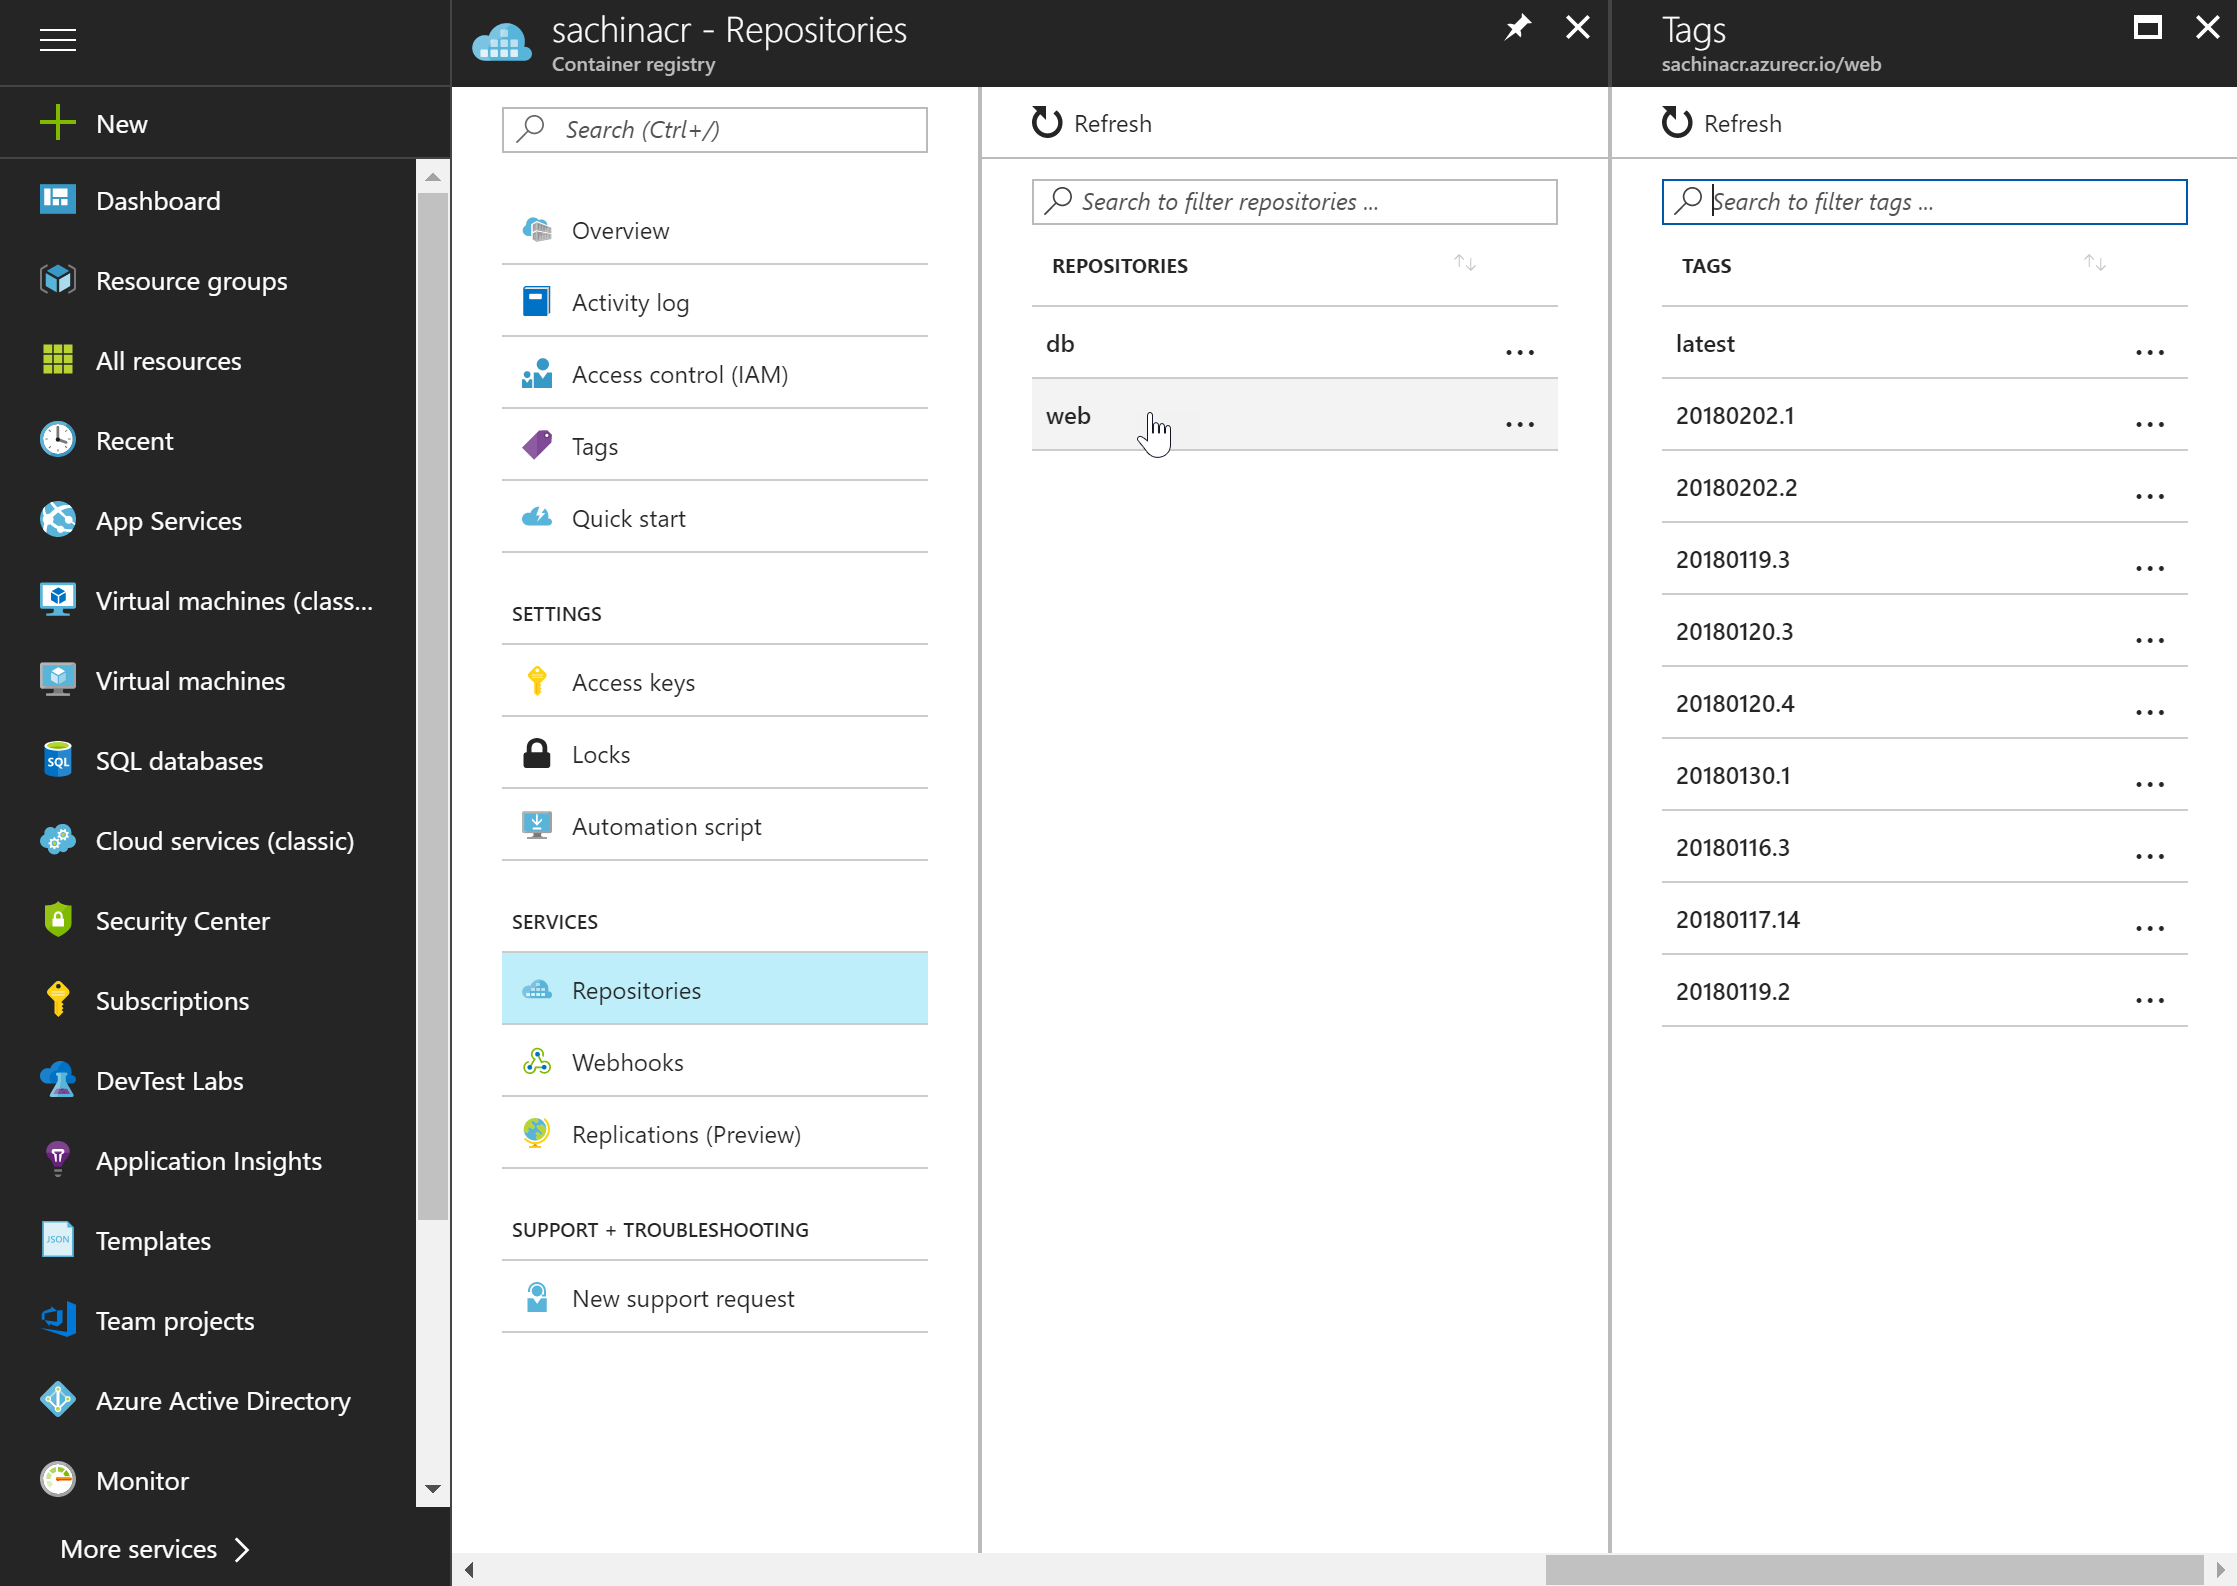 New
Dashboard
Resource groups
All resources
Recent
App Services
Virtual machines (class...
Virtual machines
SQL
SQL databases
Cloud services (classic)
Security Center
Subscriptions
DevTest Labs
Application Insights
JSON
Templates
Team projects
Azure Active Directory
Monitor
More services
sachinacr - Repositories
Container registry
Search (Ctrl+/)
Overview
Activity log
Access control (IAM)
Tags
Quick start
SETTINGS
Access keys
Locks
Automation script
SERVICES
Repositories
Webhooks
Replications (Preview)
SUPPORT + TROUBLESHOOTING
New support request
Refresh
Search to filter repositories ...
REPOSITORIES
db
...
web
...
Tags
sachinacr.azurecr.io/web
Refresh
Search to filter tags ...
TAGS
latest ...
20180202.1 ...
20180202.2 ...
20180119.3 ...
20180120.3 ...
20180120.4 ...
20180130.1 ...
20180116.3 ...
20180117.14 ...
20180119.2 ...